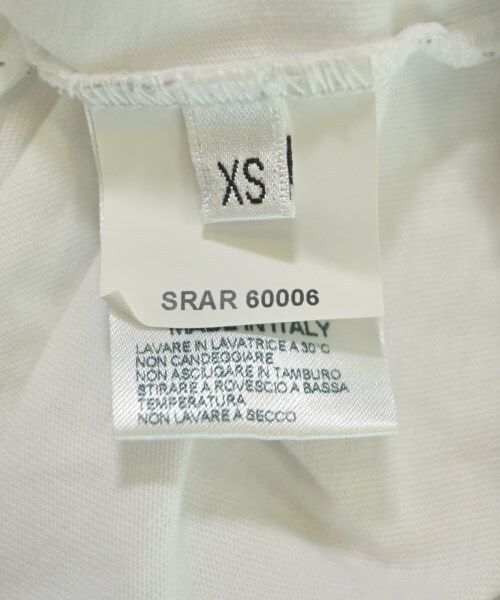 XS
SRAR 60006
MADE IN ITALY
LAVARE IN LAVATRICE A 30°C
NON CANDEGGIARE
NON ASCIUGARE IN TAMBURO
STIRARE A ROVESCIO A BASSA
TEMPERATURA
NON LAVARE A SECCO